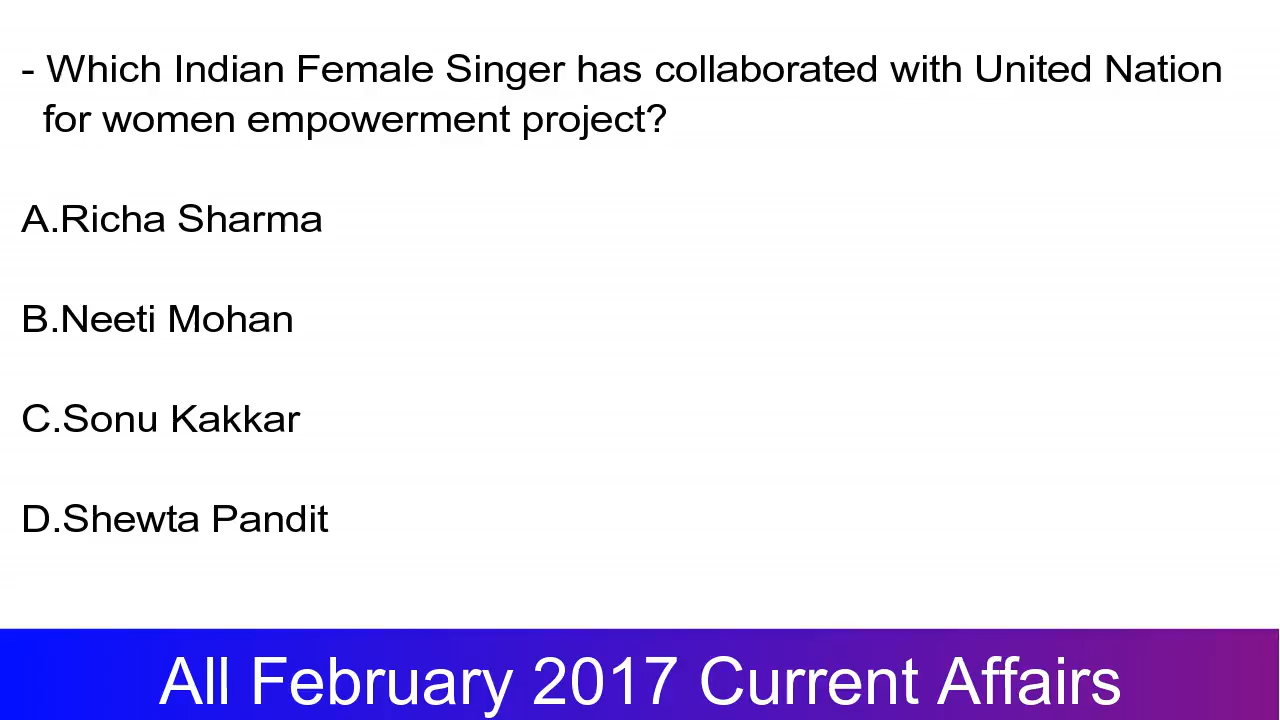 - Which Indian Female Singer has collaborated with United Nation
for women empowerment project?
A.Richa Sharma
B.Neeti Mohan
C.Sonu Kakkar
D.Shewta Pandit
All February 2017 Current Affairs